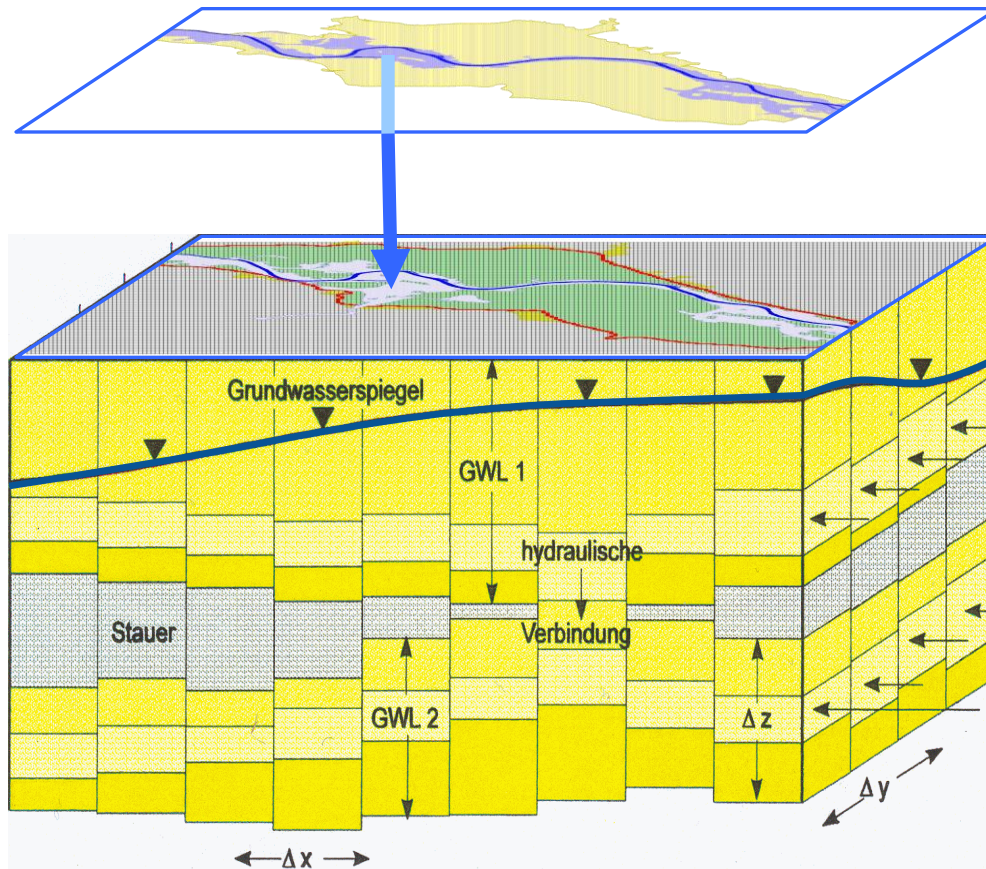 Grundwasserspiegel
GWL 1
hydraulische
Verbindung
Stauer
GWL 2
Δ z
Δ y
Δ x